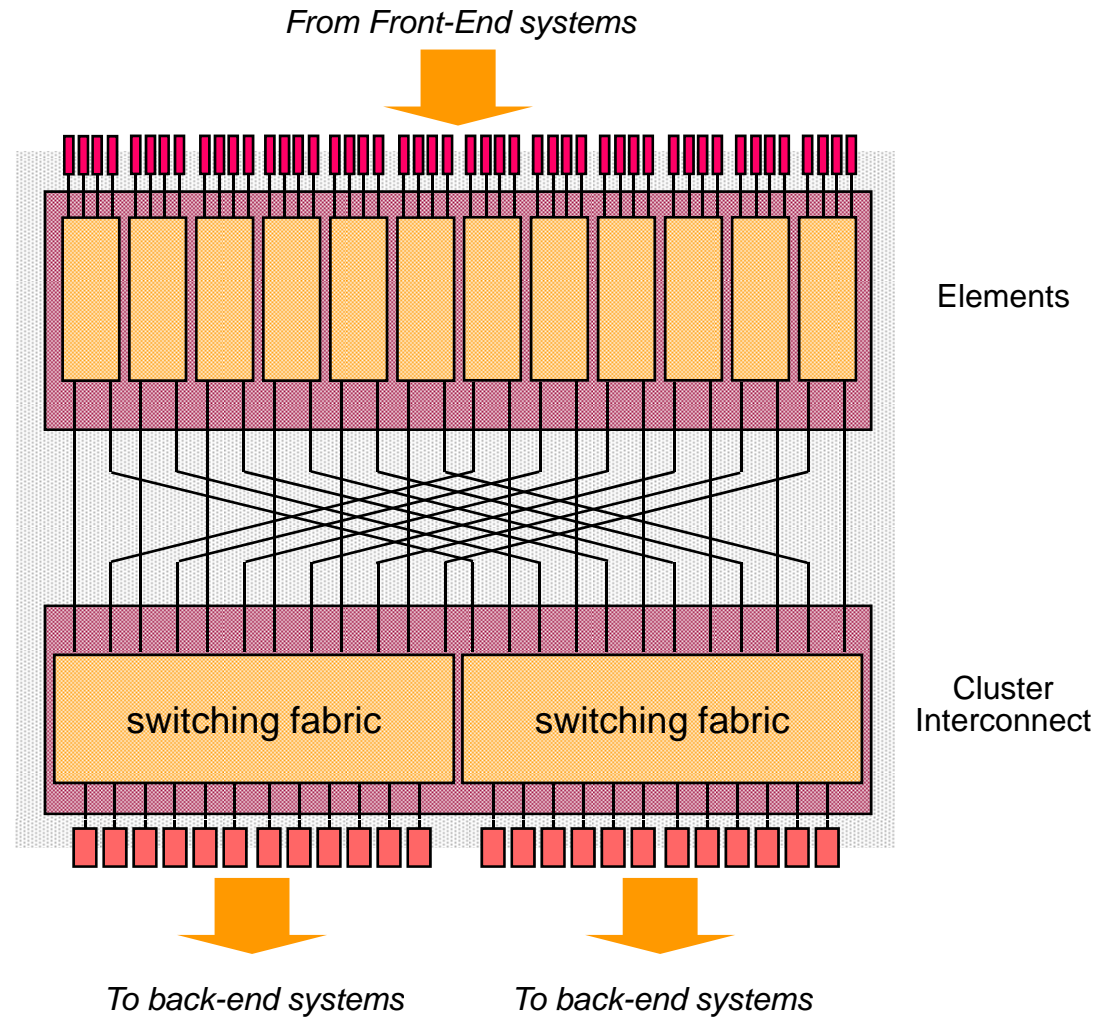 From Front-End systems
Elements
Cluster
Interconnect
switching fabric
switching fabric
To back-end systems
To back-end systems